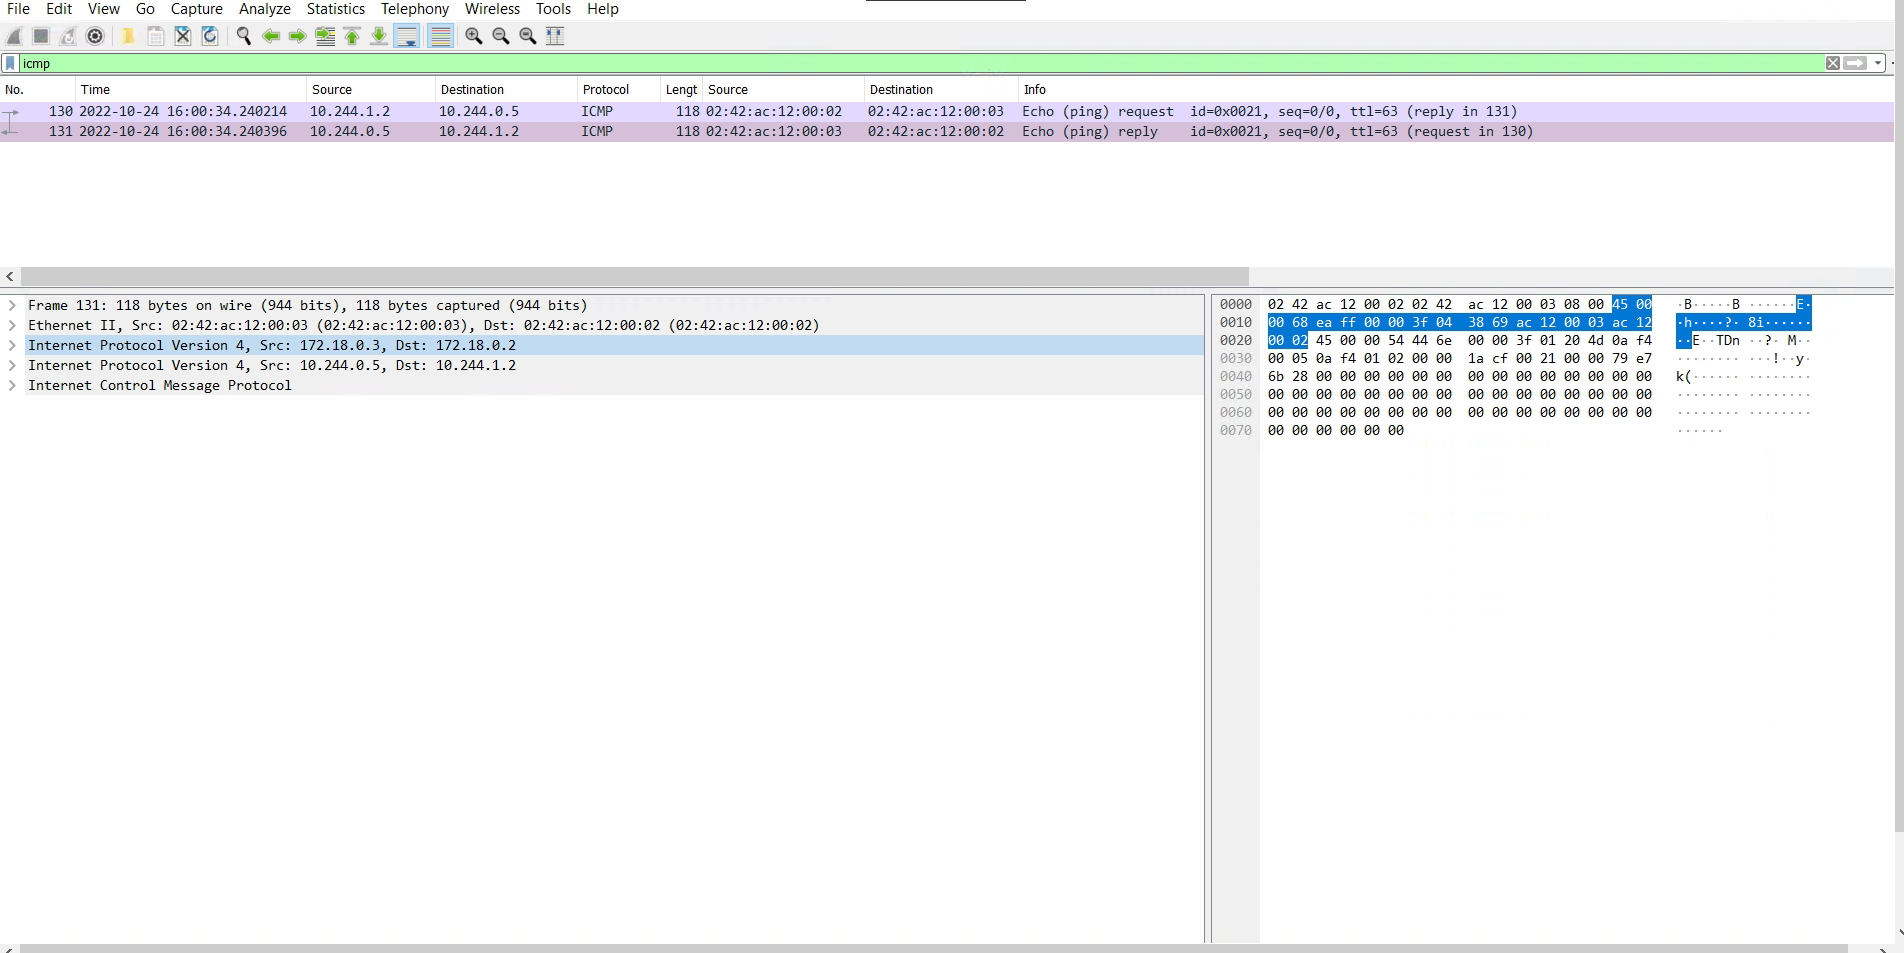 File Edit View Go Capture Analyze Statistics Telephony Wireless Tools Help
icmp
No. Time Source Destination Protocol Lengt Source Destination Info
130 2022-10-24 16:00:34.240214 10.244.1.2 10.244.0.5 ICMP 118 02:42:ac:12:00:02 02:42:ac:12:00:03 Echo (ping) request id=0x0021, seq=0/0, ttl=63 (reply in 131)
131 2022-10-24 16:00:34.240396 10.244.0.5 10.244.1.2 ICMP 118 02:42:ac:12:00:03 02:42:ac:12:00:02 Echo (ping) reply id=0x0021, seq=0/0, ttl=63 (request in 130)
Frame 131: 118 bytes on wire (944 bits), 118 bytes captured (944 bits)
Ethernet II, Src: 02:42:ac:12:00:03 (02:42:ac:12:00:03), Dst: 02:42:ac:12:00:02 (02:42:ac:12:00:02)
Internet Protocol Version 4, Src: 172.18.0.3, Dst: 172.18.0.2
Internet Protocol Version 4, Src: 10.244.0.5, Dst: 10.244.1.2
Internet Control Message Protocol
0000 02 42 ac 12 00 02 02 42 ac 12 00 03 08 00 45 00 ·B·····B ······E·
0010 00 68 ea ff 00 00 3f 04 38 69 ac 12 00 03 ac 12 ·h····?· 8i······
0020 00 02 45 00 00 54 44 6e 00 00 3f 01 20 4d 0a f4 ··E··TDn ··?· M··
0030 00 05 0a f4 01 02 00 00 1a cf 00 21 00 00 79 e7 ········ ···!··y·
0040 6b 28 00 00 00 00 00 00 00 00 00 00 00 00 00 00 k(······ ········
0050 00 00 00 00 00 00 00 00 00 00 00 00 00 00 00 00 ········ ········
0060 00 00 00 00 00 00 00 00 00 00 00 00 00 00 00 00 ········ ········
0070 00 00 00 00 00 00 ······